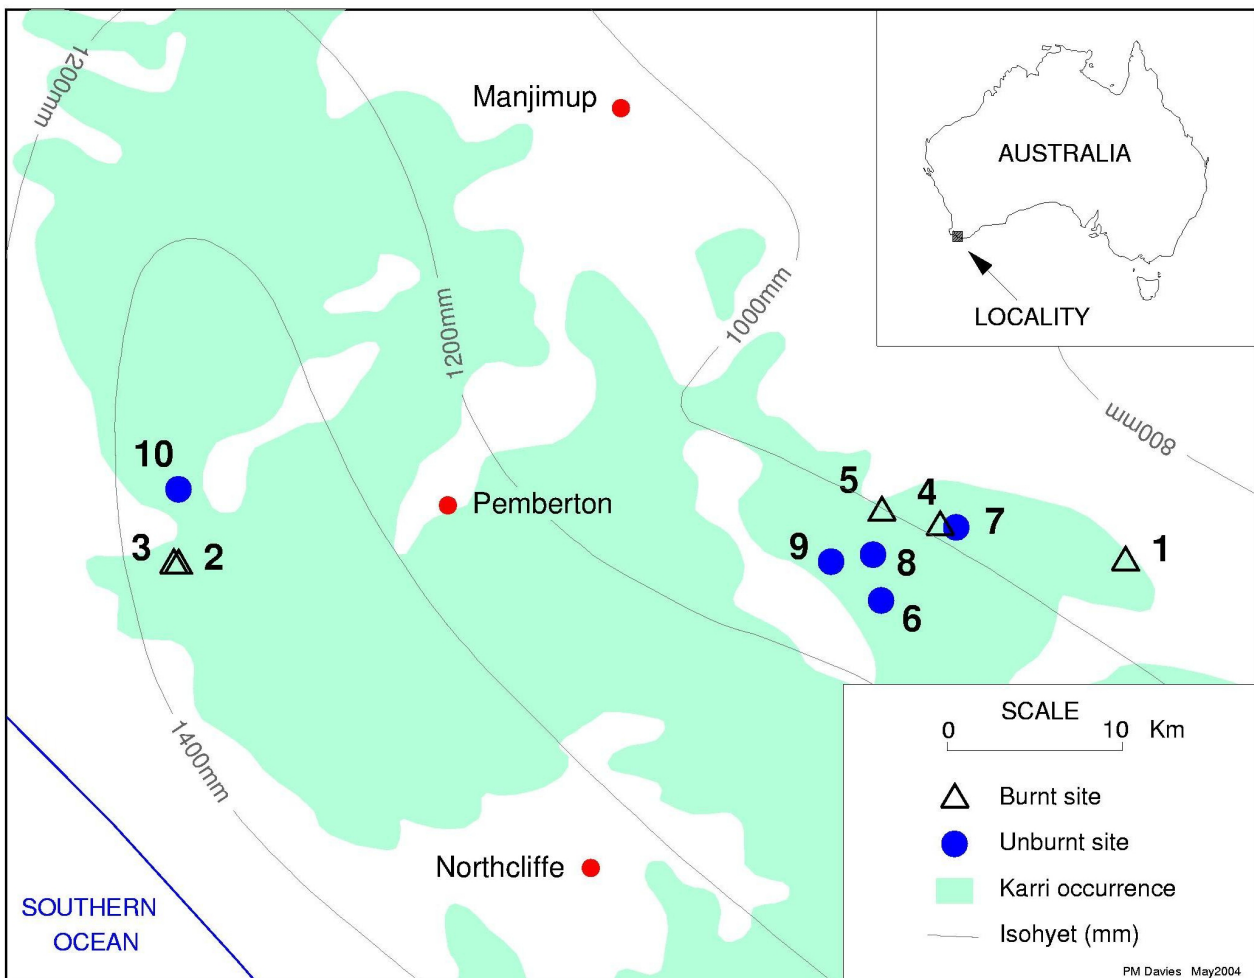 1200mm
Manjimup
AUSTRALIA
LOCALITY
1000mm
1200mm
800mm
10
Pemberton
5
4
7
3
2
9
8
1
6
1400mm
Northcliffe
SOUTHERN
OCEAN
SCALE
0 10 Km
Burnt site
Unburnt site
Karri occurrence
Isohyet (mm)
PM Davies May2004